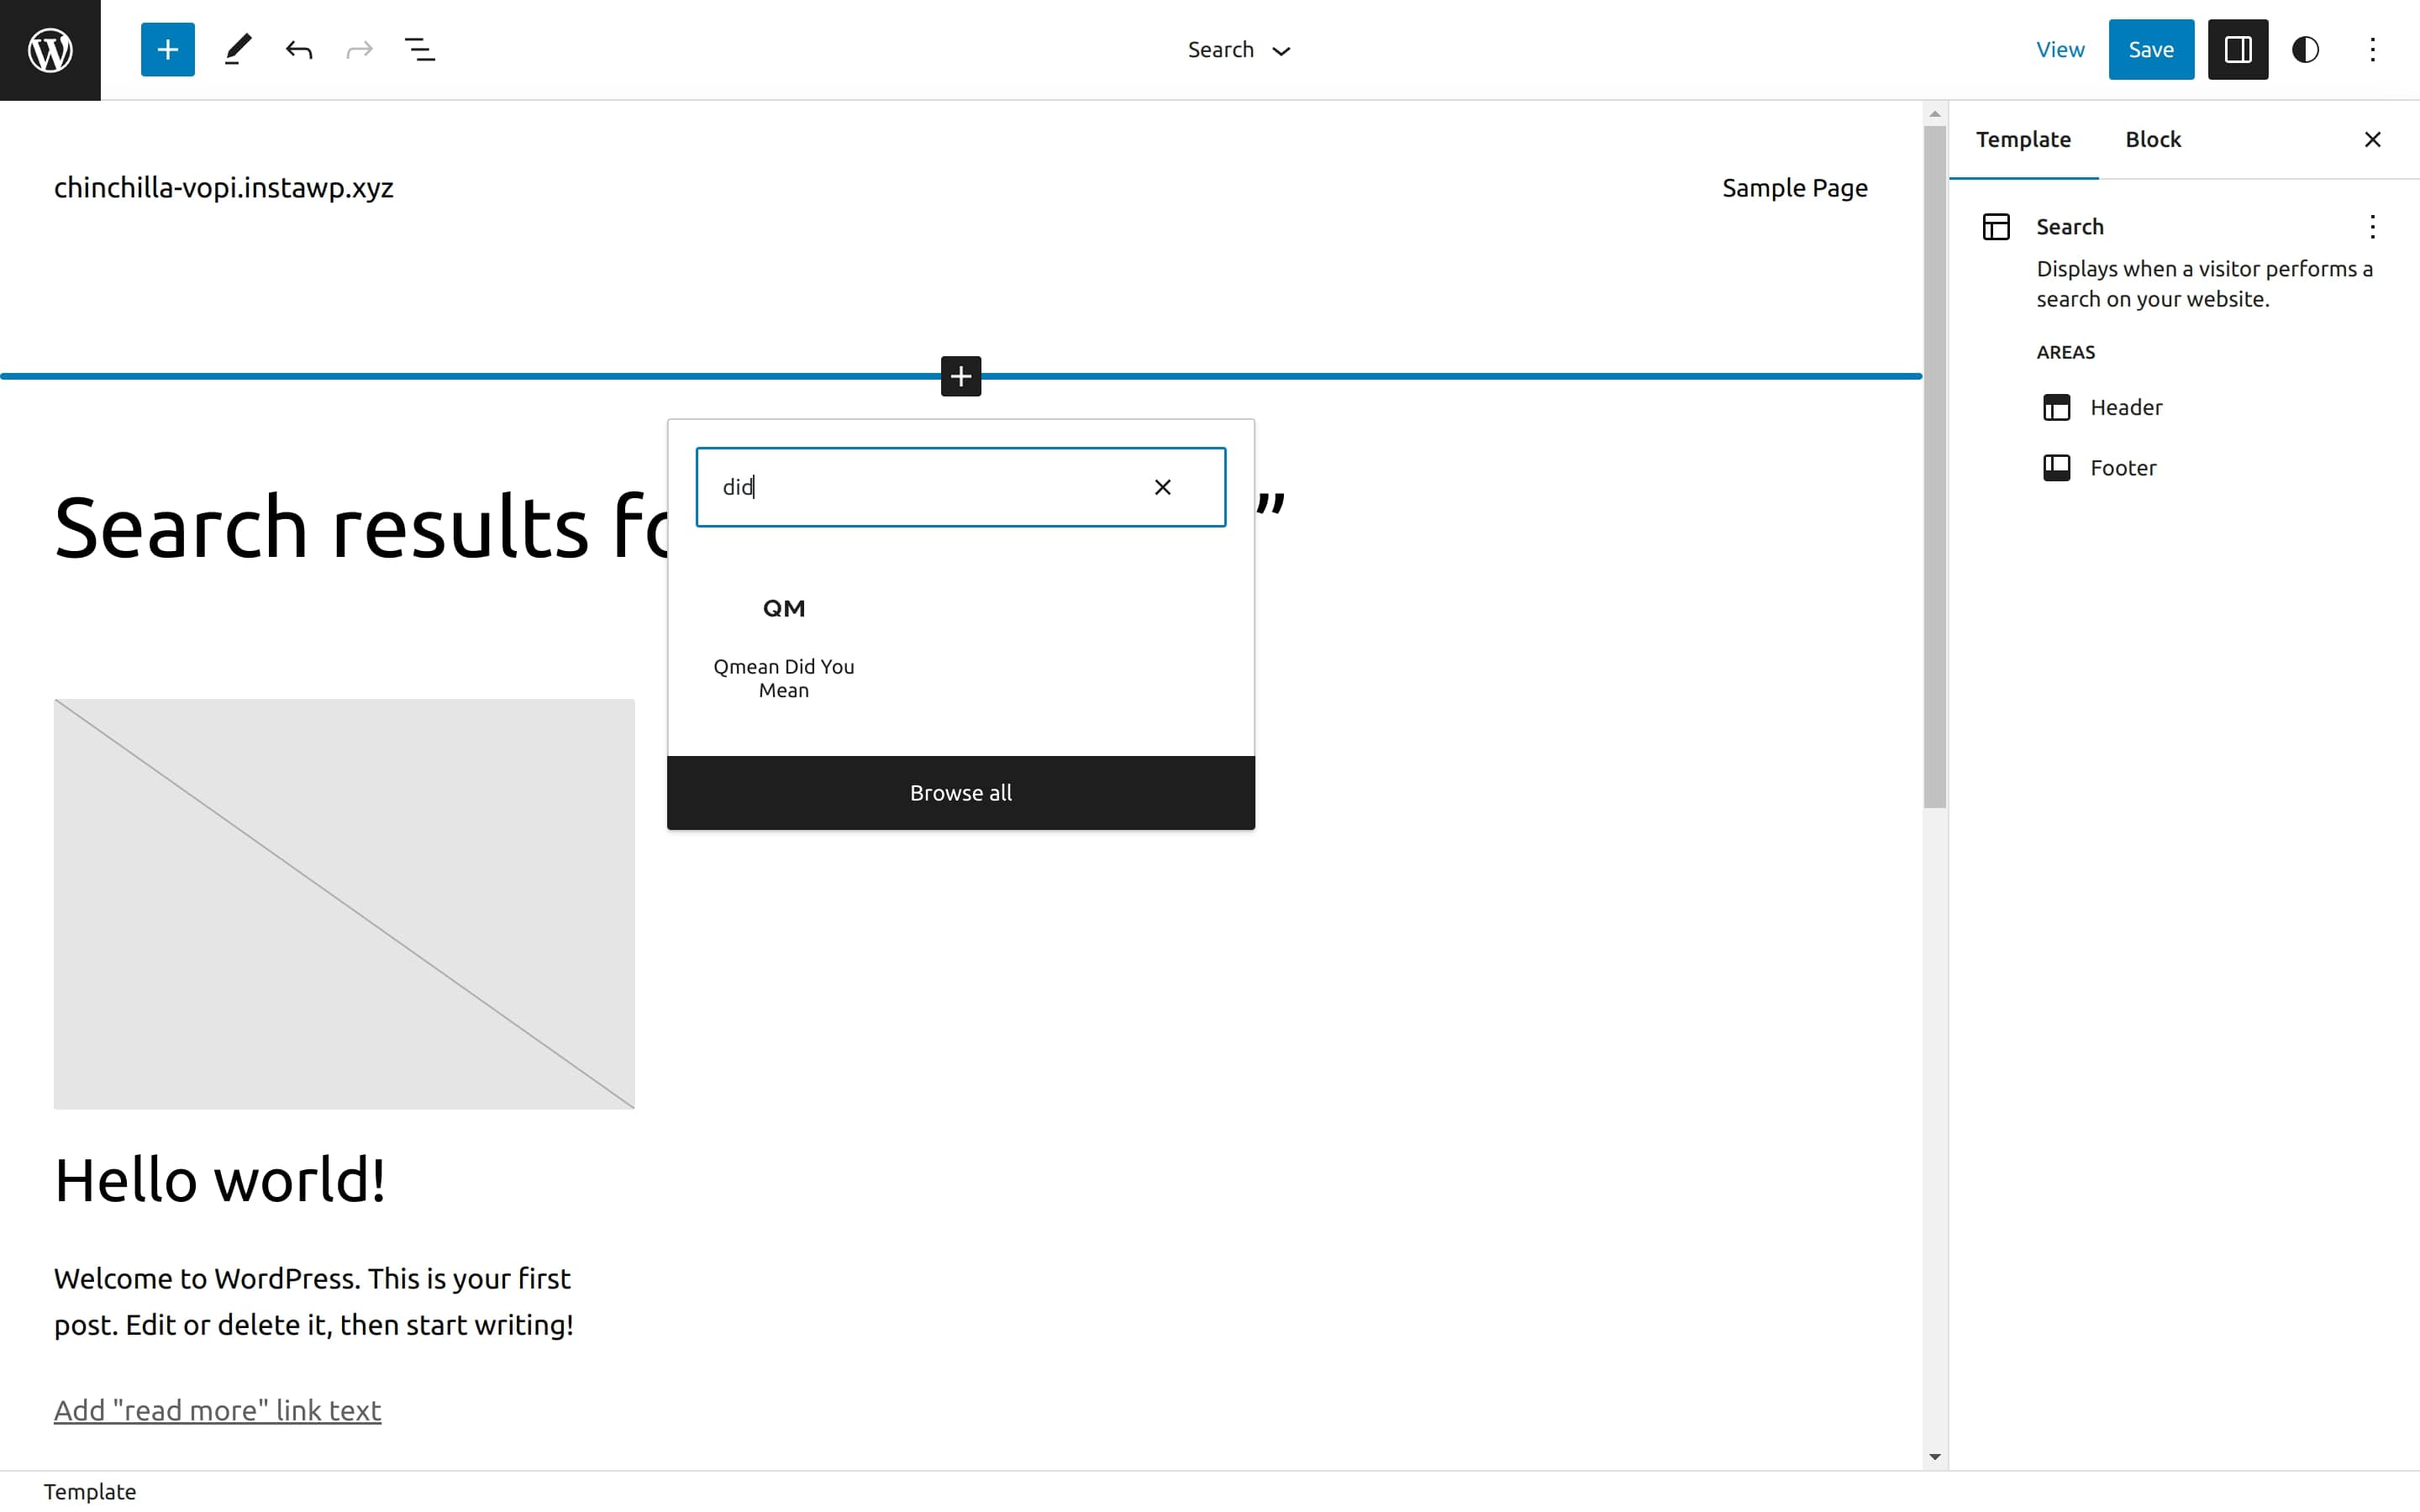 Search
View
Save
chinchilla-vopi.instawp.xyz
Sample Page
Template
Block
Search
Displays when a visitor performs a
search on your website.
AREAS
Header
Footer
did
Search results fo
”
QM
Qmean Did You
Mean
Browse all
Hello world!
Welcome to WordPress. This is your first
post. Edit or delete it, then start writing!
Add "read more" link text
Template